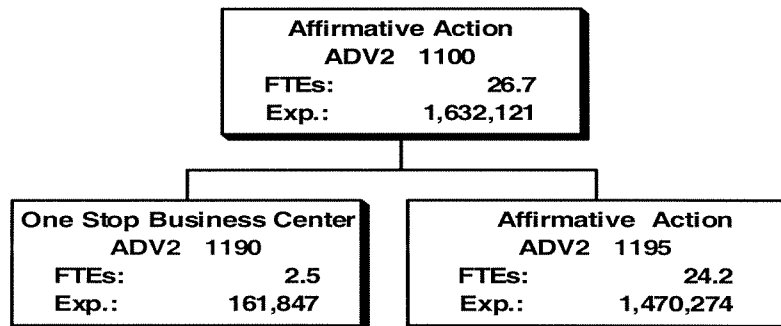 Affirmative Action
ADV2 1100
FTEs: 26.7
Exp.: 1,632,121
One Stop Business Center
ADV2 1190
FTEs: 2.5
Exp.: 161,847
Affirmative Action
ADV2 1195
FTEs: 24.2
Exp.: 1,470,274